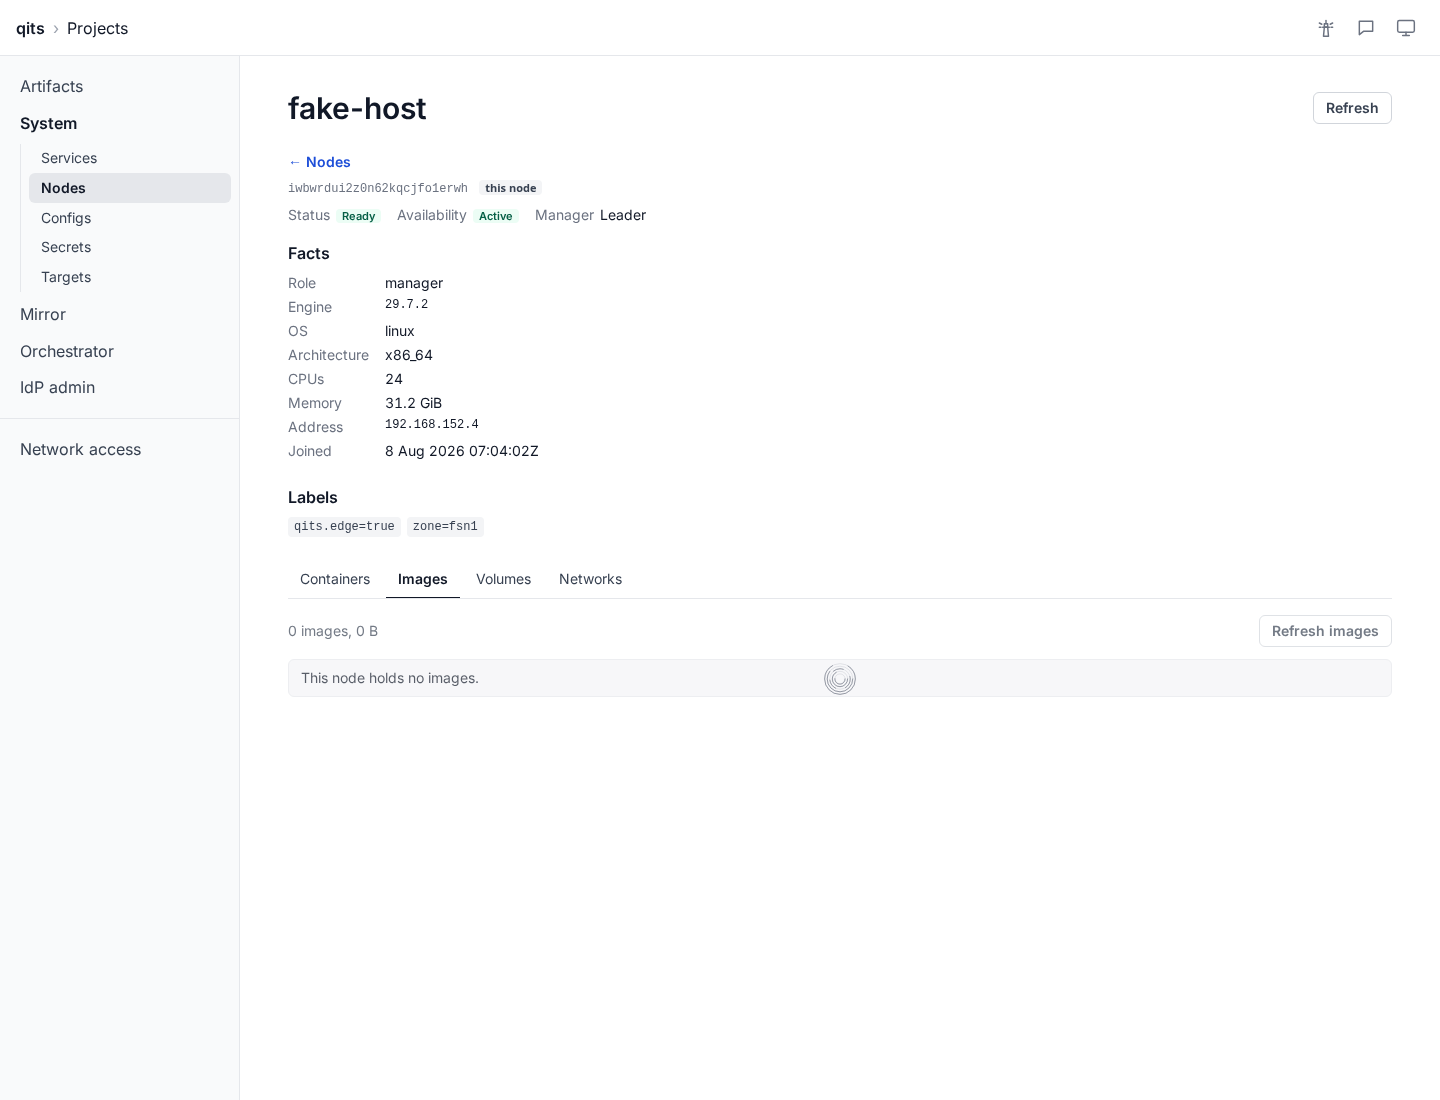 qits › Projects
Artifacts
System
Services
Nodes
Configs
Secrets
Targets
Mirror
Orchestrator
IdP admin
Network access
fake-host
Refresh
← Nodes
iwbwrdui2z0n62kqcjfo1erwh this node
Status Ready Availability Active Manager Leader
Facts
Role manager
Engine 29.7.2
OS linux
Architecture x86_64
CPUs 24
Memory 31.2 GiB
Address 192.168.152.4
Joined 8 Aug 2026 07:04:02Z
Labels
qits.edge=true zone=fsn1
Containers Images Volumes Networks
0 images, 0 B
Refresh images
This node holds no images.